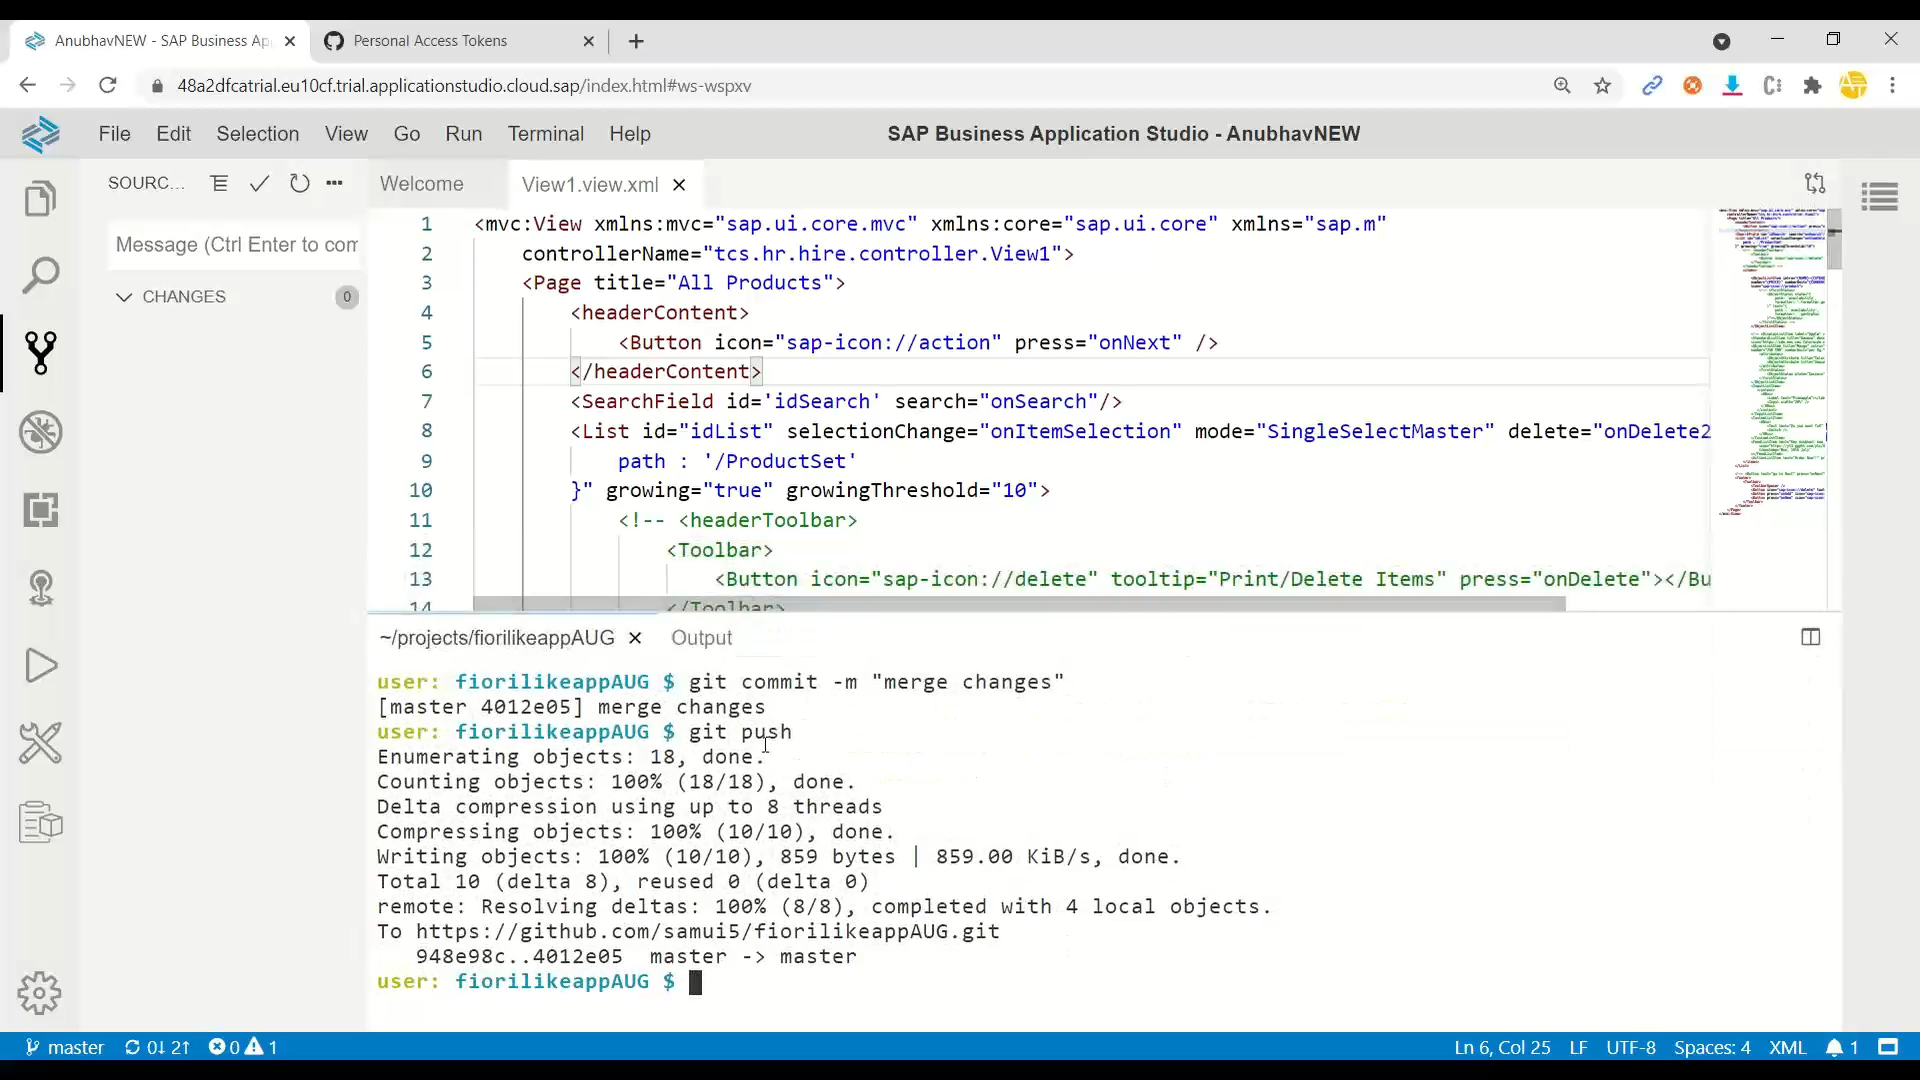 AnubhavNEW - SAP Business Ap
Personal Access Tokens
48a2dfcatrial.eu10cf.trial.applicationstudio.cloud.sap/index.html#ws-wspxv
File Edit Selection View Go Run Terminal Help
SAP Business Application Studio - AnubhavNEW
SOURC...
Welcome
View1.view.xml
Message (Ctrl Enter to com
CHANGES 0
1 <mvc:View xmlns:mvc="sap.ui.core.mvc" xmlns:core="sap.ui.core" xmlns="sap.m"
2 controllerName="tcs.hr.hire.controller.View1">
3 <Page title="All Products">
4 <headerContent>
5 <Button icon="sap-icon://action" press="onNext" />
6 </headerContent>
7 <SearchField id='idSearch' search="onSearch"/>
8 <List id="idList" selectionChange="onItemSelection" mode="SingleSelectMaster" delete="onDelete2
9 path : '/ProductSet'
10 }" growing="true" growingThreshold="10">
11 <!-- <headerToolbar>
12 <Toolbar>
13 <Button icon="sap-icon://delete" tooltip="Print/Delete Items" press="onDelete"></Bu
14 </Toolbar>
~/projects/fiorilikeappAUG
Output
user: fiorilikeappAUG $ git commit -m "merge changes"
[master 4012e05] merge changes
user: fiorilikeappAUG $ git push
Enumerating objects: 18, done.
Counting objects: 100% (18/18), done.
Delta compression using up to 8 threads
Compressing objects: 100% (10/10), done.
Writing objects: 100% (10/10), 859 bytes | 859.00 KiB/s, done.
Total 10 (delta 8), reused 0 (delta 0)
remote: Resolving deltas: 100% (8/8), completed with 4 local objects.
To https://github.com/samui5/fiorilikeappAUG.git
948e98c..4012e05 master -> master
user: fiorilikeappAUG $
master 0↓ 2↑ 0 1
Ln 6, Col 25 LF UTF-8 Spaces: 4 XML 1